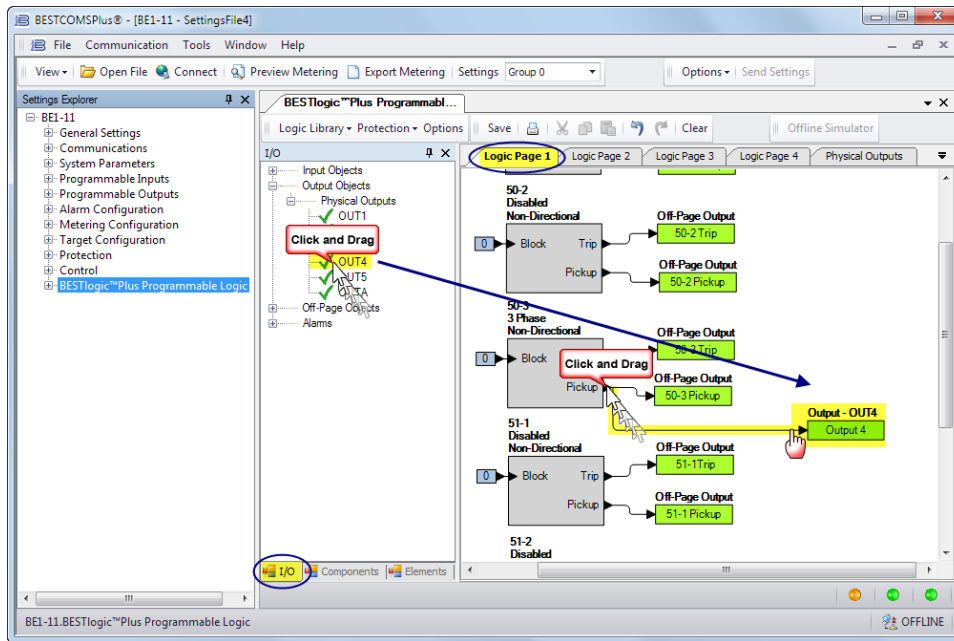 BESTCOMSPlus® - [BE1-11 - SettingsFile4]
File Communication Tools Window Help
View Open File Connect Preview Metering Export Metering Settings Group 0 Options Send Settings
Settings Explorer
BE1-11
General Settings
Communications
System Parameters
Programmable Inputs
Programmable Outputs
Alarm Configuration
Metering Configuration
Target Configuration
Protection
Control
BESTlogic™Plus Programmable Logic
BESTlogic™Plus Programmabl...
Logic Library Protection Options Save Clear Offline Simulator
I/O
Input Objects
Output Objects
Physical Outputs
OUT1
Click and Drag
OUT4
OUT5
Off-Page Objects
Alarms
I/O Components Elements
Logic Page 1 Logic Page 2 Logic Page 3 Logic Page 4 Physical Outputs
50-2
Disabled
Non-Directional
0 Block Trip
Pickup
Off-Page Output
50-2 Trip
Off-Page Output
50-2 Pickup
50-3
3 Phase
Non-Directional
0 Block
Pickup
Click and Drag
Off-Page Output
50-3 Trip
Off-Page Output
50-3 Pickup
Output - OUT4
Output 4
51-1
Disabled
Non-Directional
0 Block Trip
Pickup
Off-Page Output
51-1Trip
Off-Page Output
51-1 Pickup
51-2
Disabled
BE1-11.BESTlogic™Plus Programmable Logic
OFFLINE